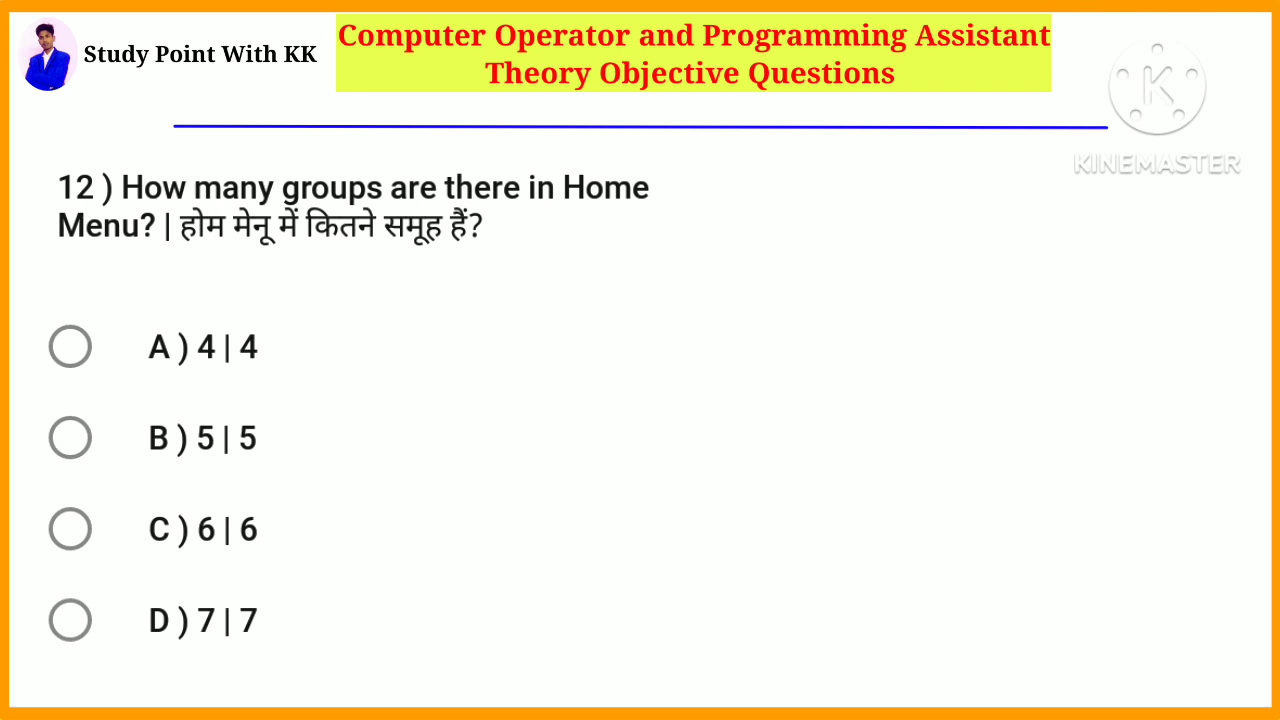 Study Point With KK
Computer Operator and Programming Assistant
Theory Objective Questions
K
KINEMASTER
12 ) How many groups are there in Home
Menu? | होम मेनू में कितने समूह हैं?
A ) 4 | 4
B ) 5 | 5
C ) 6 | 6
D ) 7 | 7